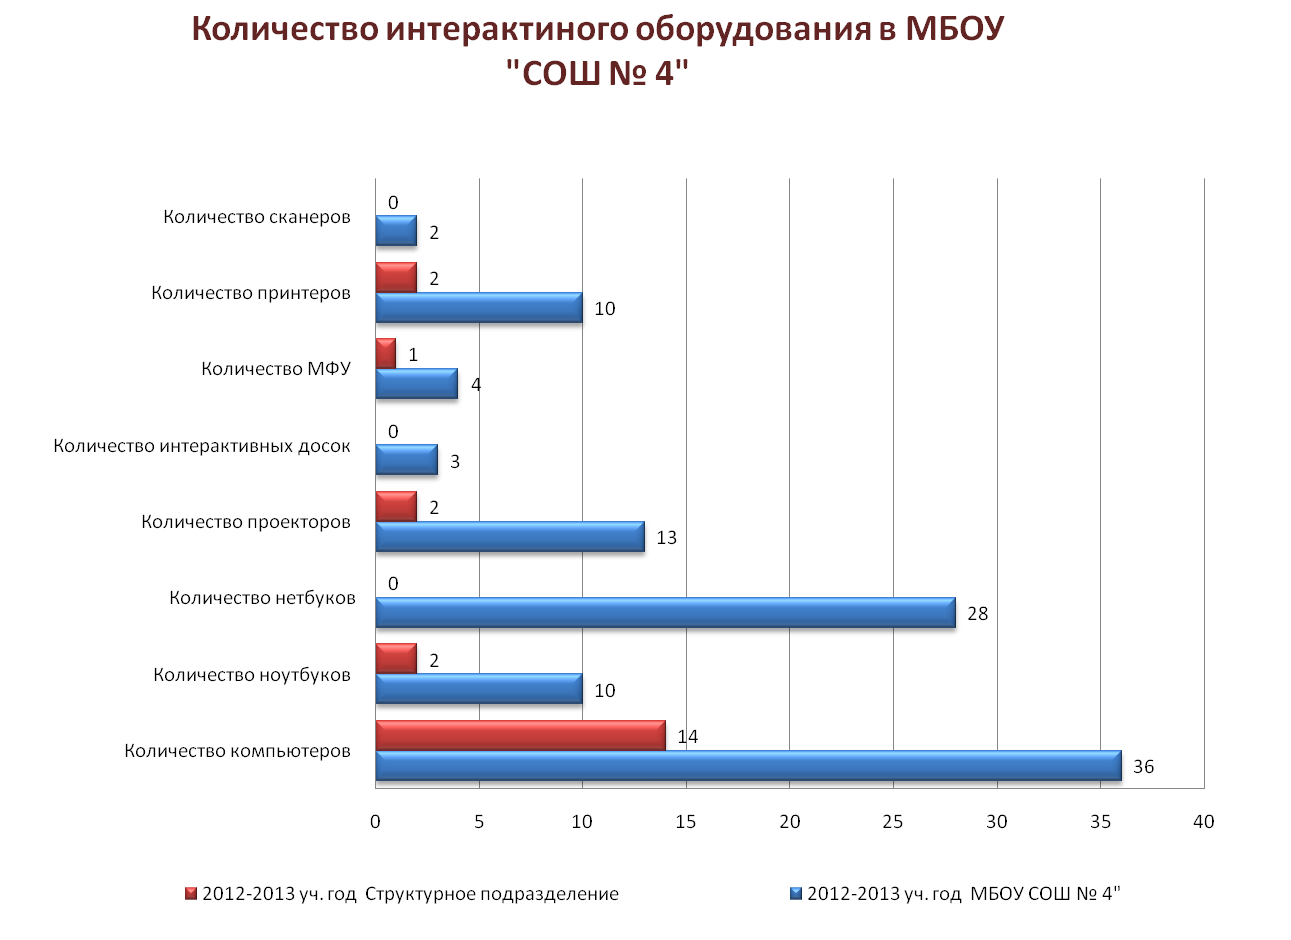 Количество интерактиного оборудования в МБОУ
"СОШ № 4"
Количество сканеров
0
2
Количество принтеров
2
10
Количество МФУ
1
4
Количество интерактивных досок
0
3
Количество проекторов
2
13
Количество нетбуков
0
28
Количество ноутбуков
2
10
Количество компьютеров
14
36
0 5 10 15 20 25 30 35 40
2012-2013 уч. год Структурное подразделение
2012-2013 уч. год МБОУ СОШ № 4"